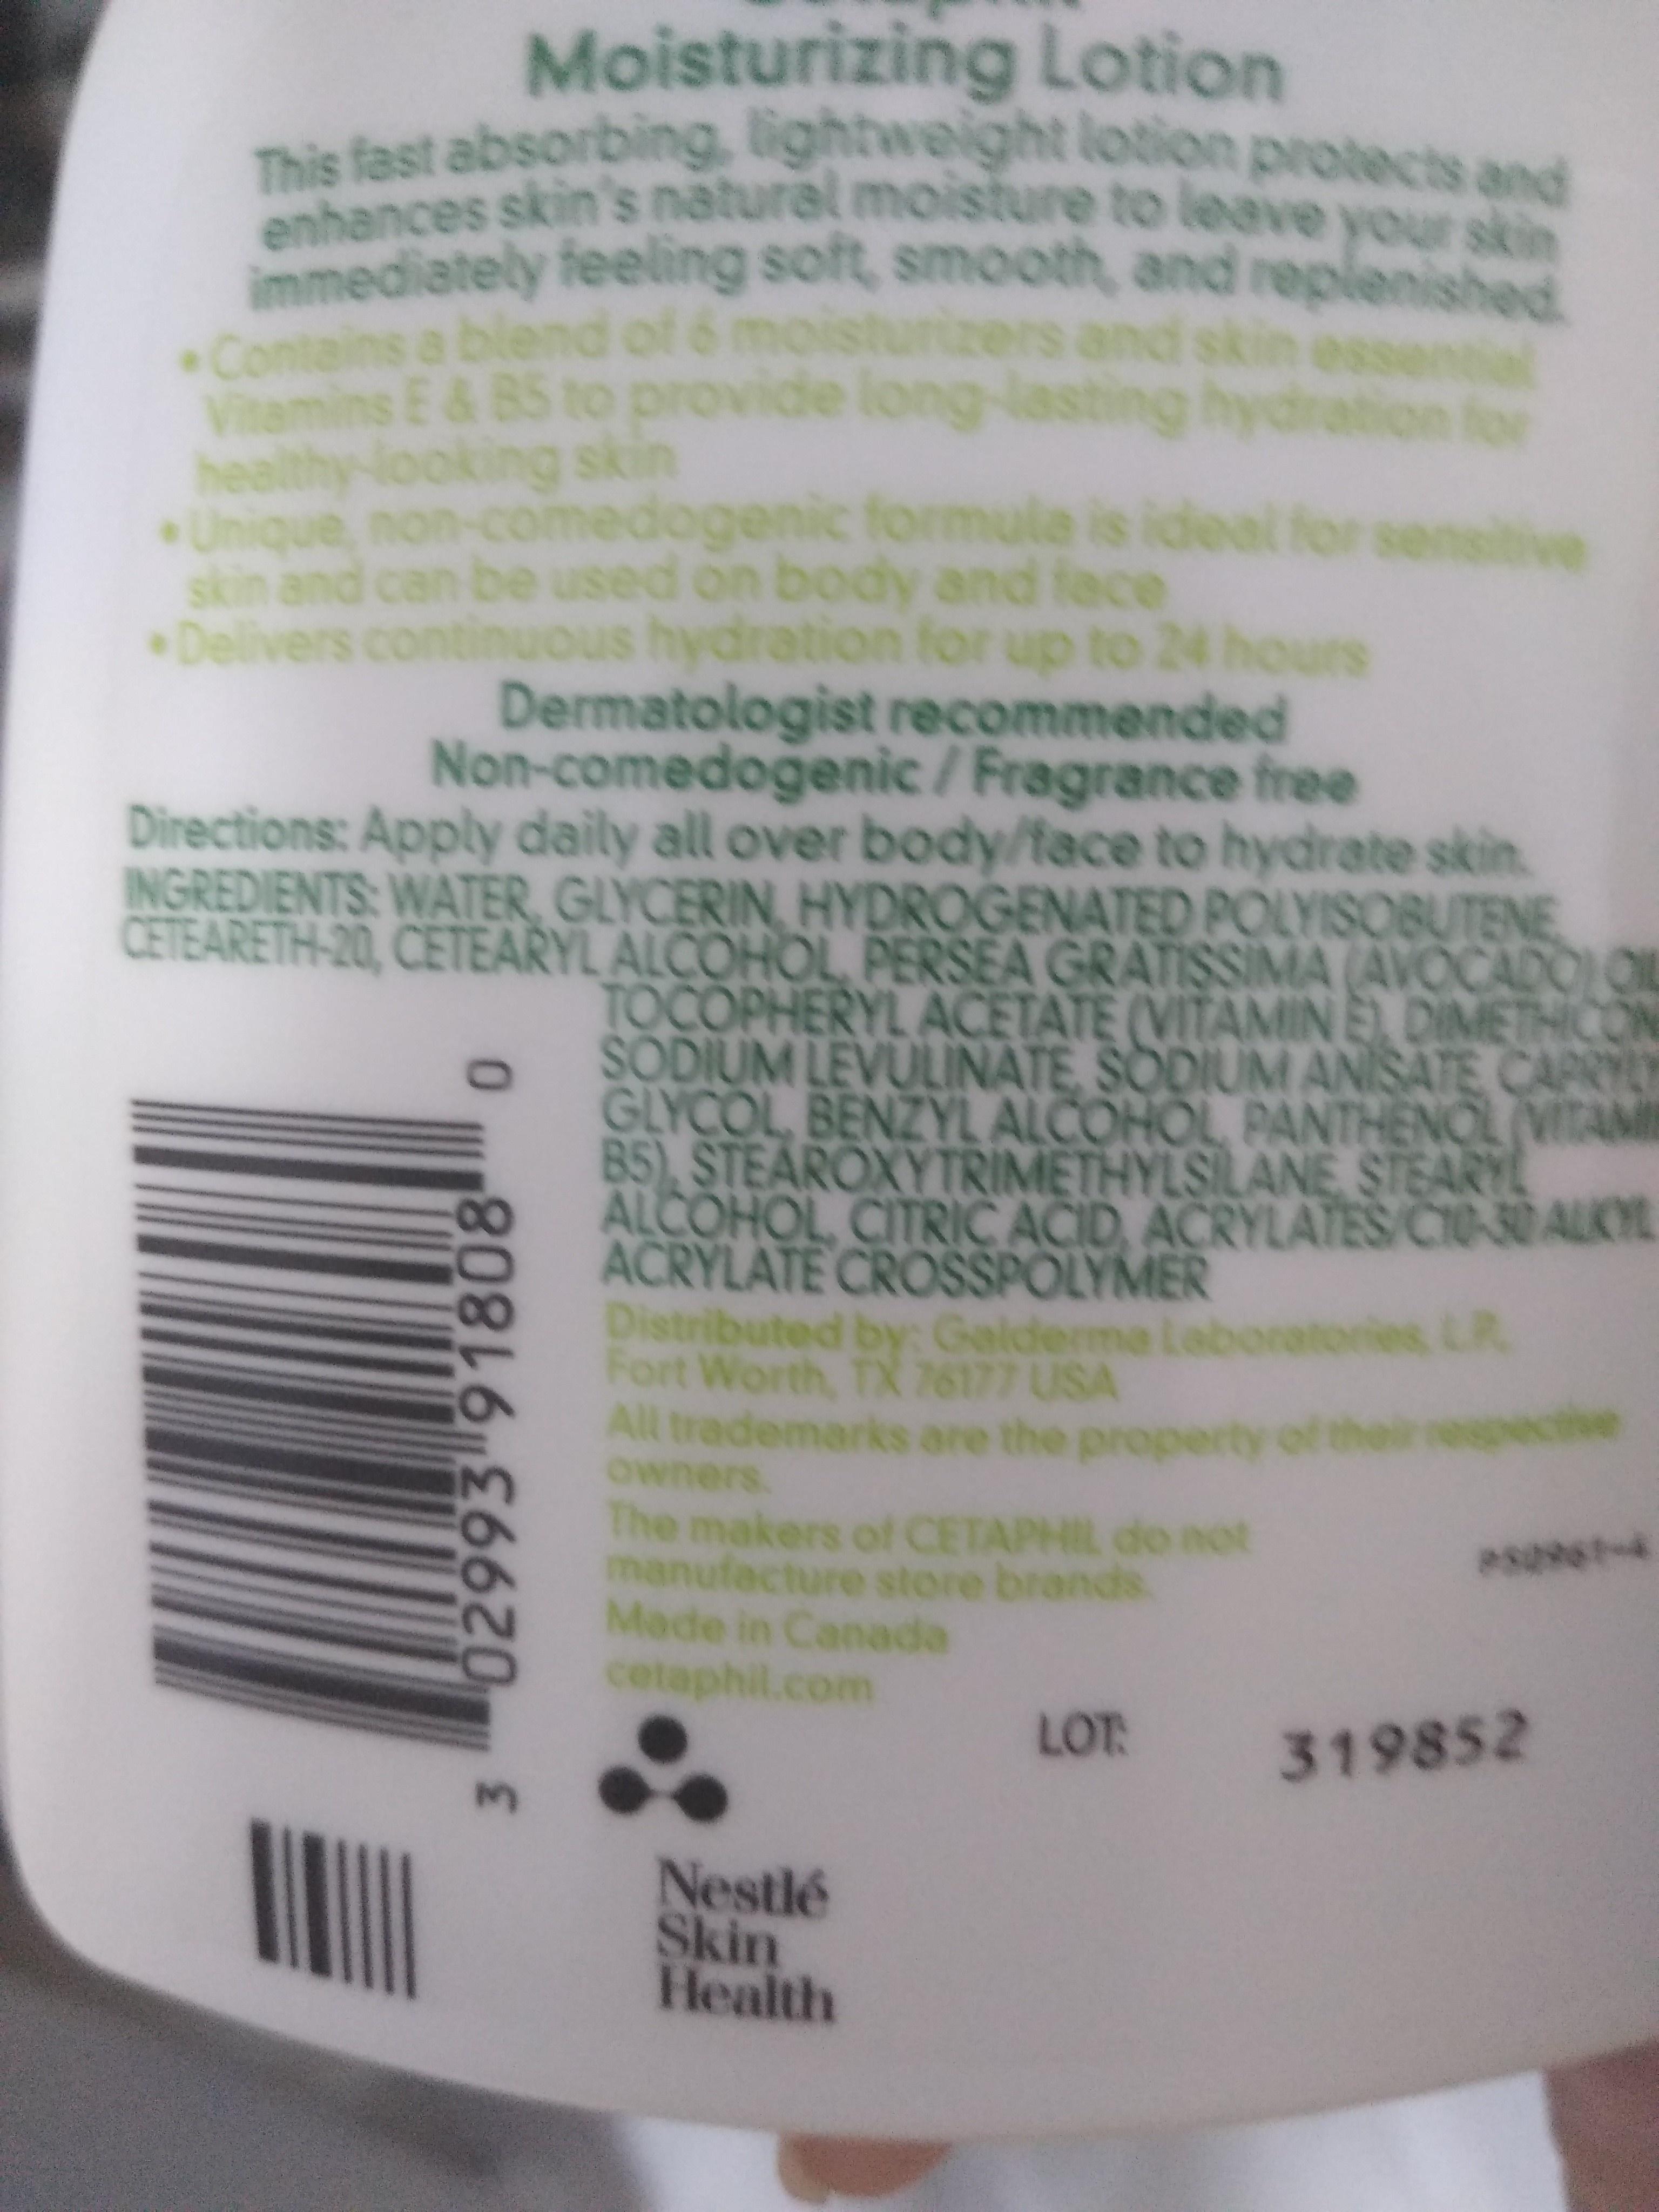 Moisturizing Lotion
This fast absorbing, lightweight lotion protects and
enhances skin's natural moisture to leave your skin
immediately feeling soft, smooth, and replenished.
• Contains a blend of 6 moisturizers and skin essential
Vitamins E & B5 to provide long-lasting hydration for
healthy-looking skin
• Unique, non-comedogenic formula is ideal for sensitive
skin and can be used on body and face
• Delivers continuous hydration for up to 24 hours
Dermatologist recommended
Non-comedogenic / Fragrance free
Directions: Apply daily all over body/face to hydrate skin.
INGREDIENTS: WATER, GLYCERIN, HYDROGENATED POLYISOBUTENE,
CETEARETH-20, CETEARYL ALCOHOL, PERSEA GRATISSIMA (AVOCADO) OIL
TOCOPHERYL ACETATE (VITAMIN E), DIMETHICON
SODIUM LEVULINATE, SODIUM ANISATE, CAPRYLY
GLYCOL, BENZYL ALCOHOL, PANTHENOL (VITAMI
B5), STEAROXYTRIMETHYLSILANE, STEARYL
ALCOHOL, CITRIC ACID, ACRYLATES/C10-30 ALKYL
ACRYLATE CROSSPOLYMER
Distributed by: Galderma Laboratories, L.P.
Fort Worth, TX 76177 USA
All trademarks are the property of their respective
owners.
The makers of CETAPHIL do not
manufacture store brands.
Made in Canada
cetaphil.com
P50961-4
LOT: 319852
3 02993 91808 0
Nestlé
Skin
Health